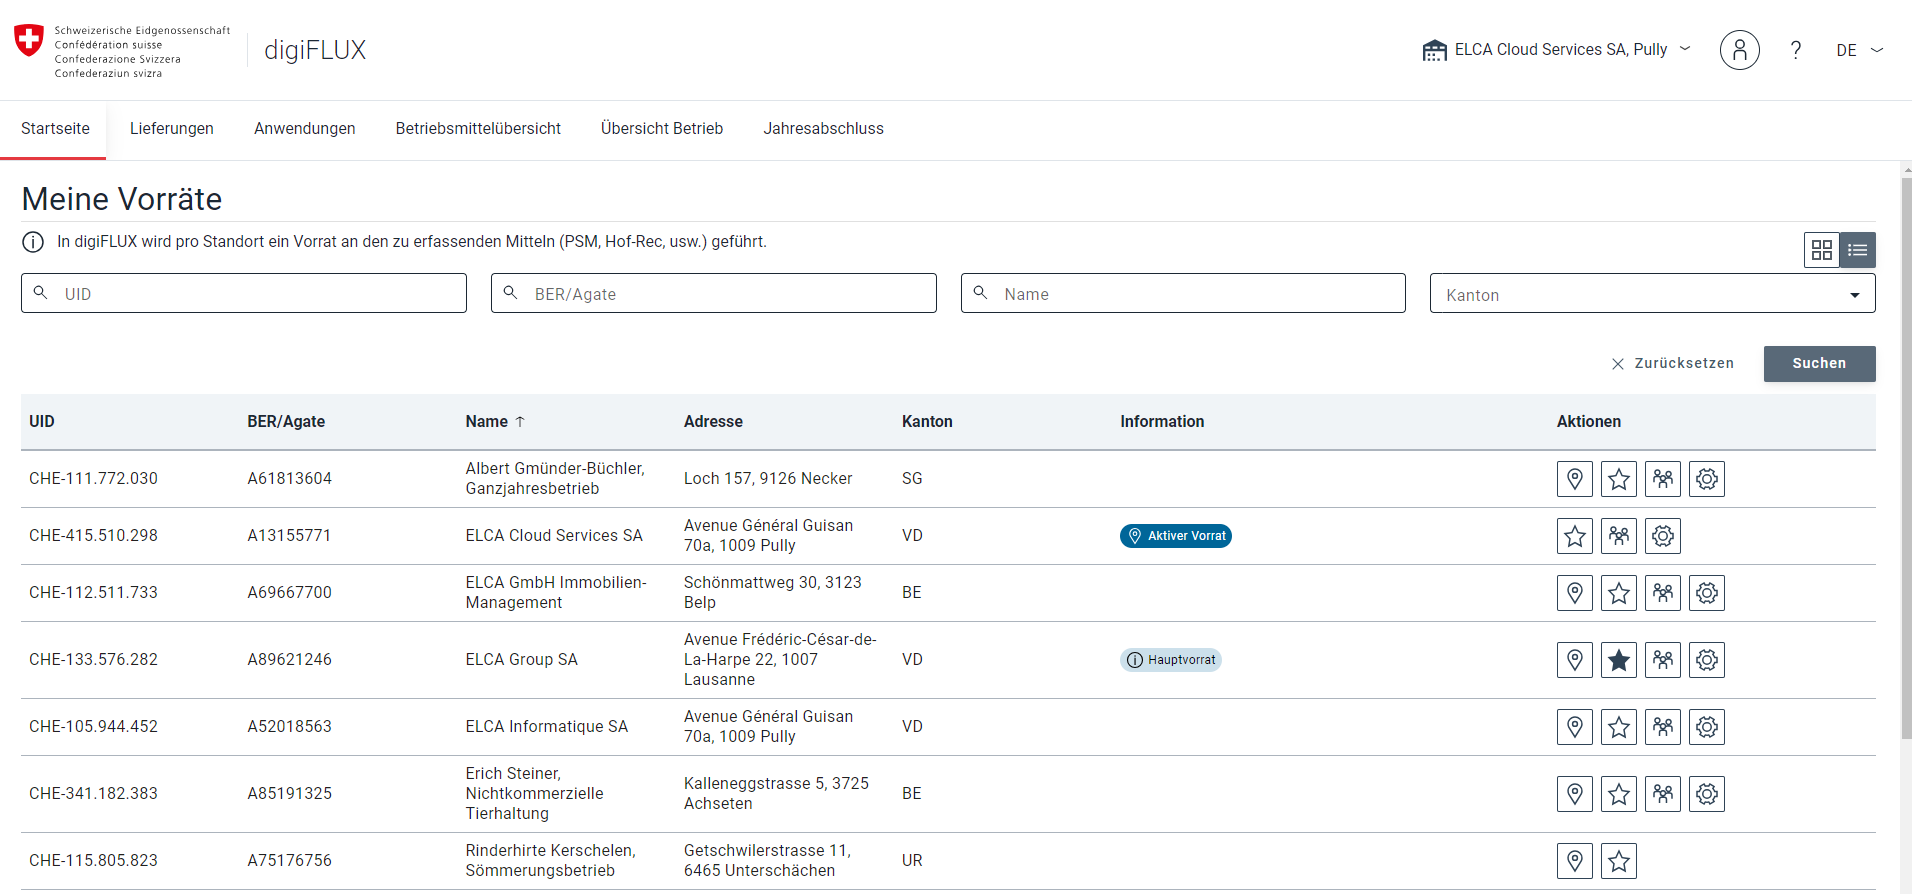 Schweizerische Eidgenossenschaft
Confédération suisse
Confederazione Svizzera
Confederaziun svizra
digiFLUX
ELCA Cloud Services SA, Pully
?
DE
Startseite Lieferungen Anwendungen Betriebsmittelübersicht Übersicht Betrieb Jahresabschluss
Meine Vorräte
In digiFLUX wird pro Standort ein Vorrat an den zu erfassenden Mitteln (PSM, Hof-Rec, usw.) geführt.
UID BER/Agate Name Kanton
Zurücksetzen Suchen
UID BER/Agate Name ↑ Adresse Kanton Information Aktionen
CHE-111.772.030 A61813604 Albert Gmünder-Büchler, Loch 157, 9126 Necker SG
Ganzjahresbetrieb
CHE-415.510.298 A13155771 ELCA Cloud Services SA Avenue Général Guisan VD Aktiver Vorrat
70a, 1009 Pully
CHE-112.511.733 A69667700 ELCA GmbH Immobilien- Schönmattweg 30, 3123 BE
Management Belp
CHE-133.576.282 A89621246 ELCA Group SA Avenue Frédéric-César-de- VD Hauptvorrat
La-Harpe 22, 1007
Lausanne
CHE-105.944.452 A52018563 ELCA Informatique SA Avenue Général Guisan VD
70a, 1009 Pully
CHE-341.182.383 A85191325 Erich Steiner, Kalleneggstrasse 5, 3725 BE
Nichtkommerzielle Achseten
Tierhaltung
CHE-115.805.823 A75176756 Rinderhirte Kerschelen, Getschwilerstrasse 11, UR
Sömmerungsbetrieb 6465 Unterschächen